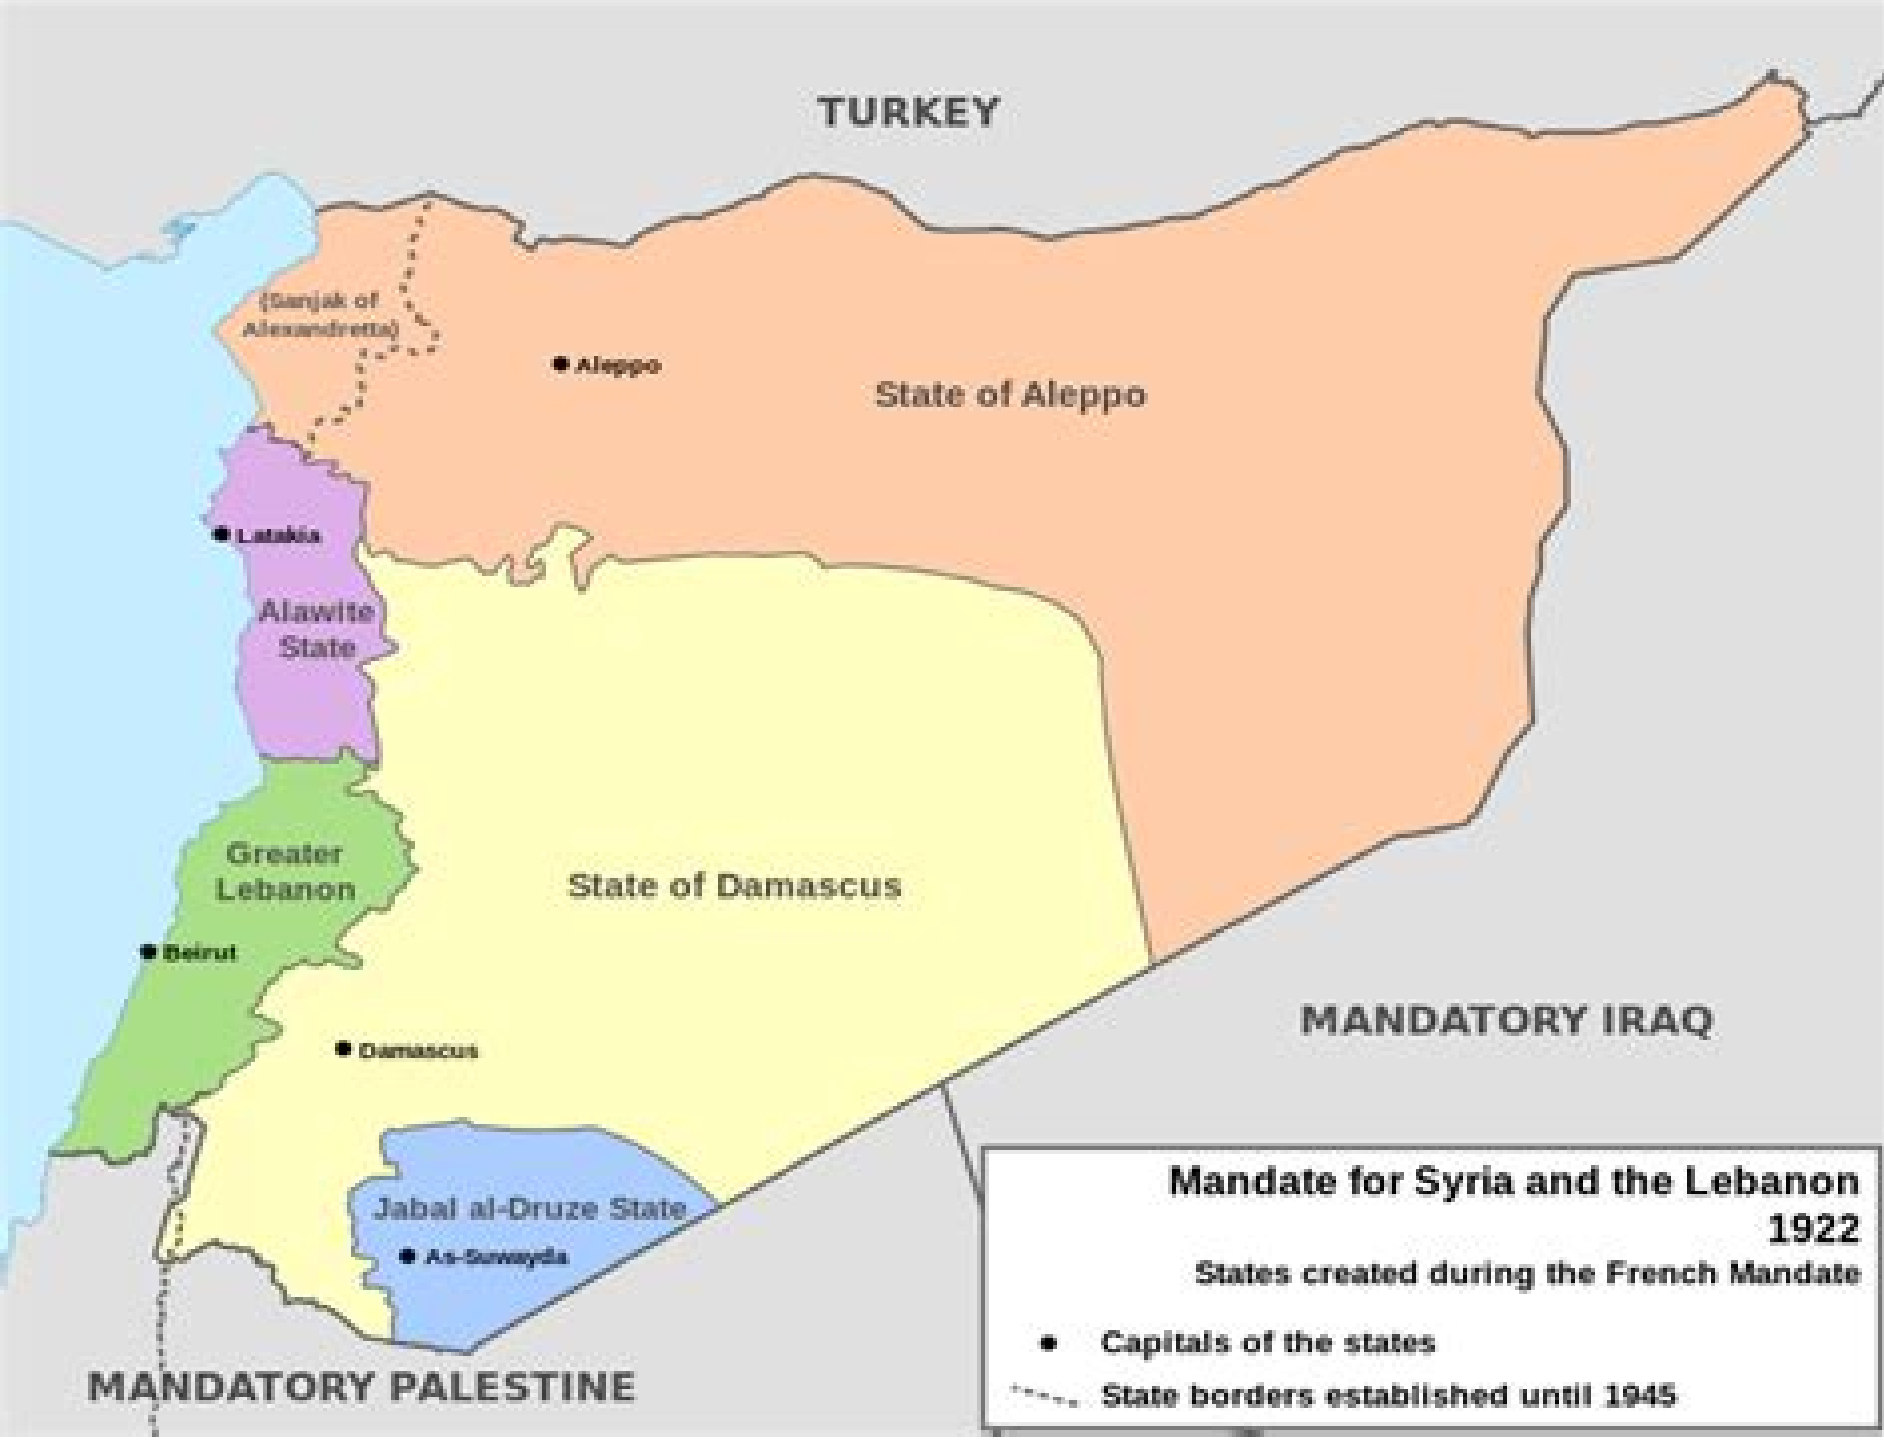 TURKEY
(Sanjak of
Alexandretta)
Aleppo
State of Aleppo
Latakia
Alawite
State
Greater
Lebanon
State of Damascus
Beirut
MANDATORY IRAQ
Damascus
Jabal al-Druze State
As-Suwayda
MANDATORY PALESTINE
Mandate for Syria and the Lebanon
1922
States created during the French Mandate
Capitals of the states
State borders established until 1945